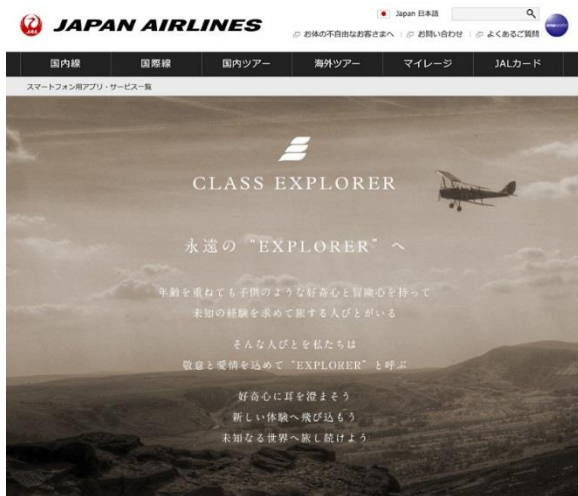 JAL
JAPAN AIRLINES
Japan 日本語
お体の不自由なお客さまへ
お問い合わせ
よくあるご質問
国内線
国際線
国内ツアー
海外ツアー
マイレージ
JALカード
スマートフォン用アプリ・サービス一覧
CLASS EXPLORER
永遠の “EXPLORER” へ
年齢を重ねても子供のような好奇心と冒険心を持って
未知の経験を求めて旅する人びとがいる
そんな人びとを私たちは
敬意と愛情を込めて “EXPLORER” と呼ぶ
好奇心に耳を澄まそう
新しい体験へ飛び込もう
未知なる世界へ旅し続けよう